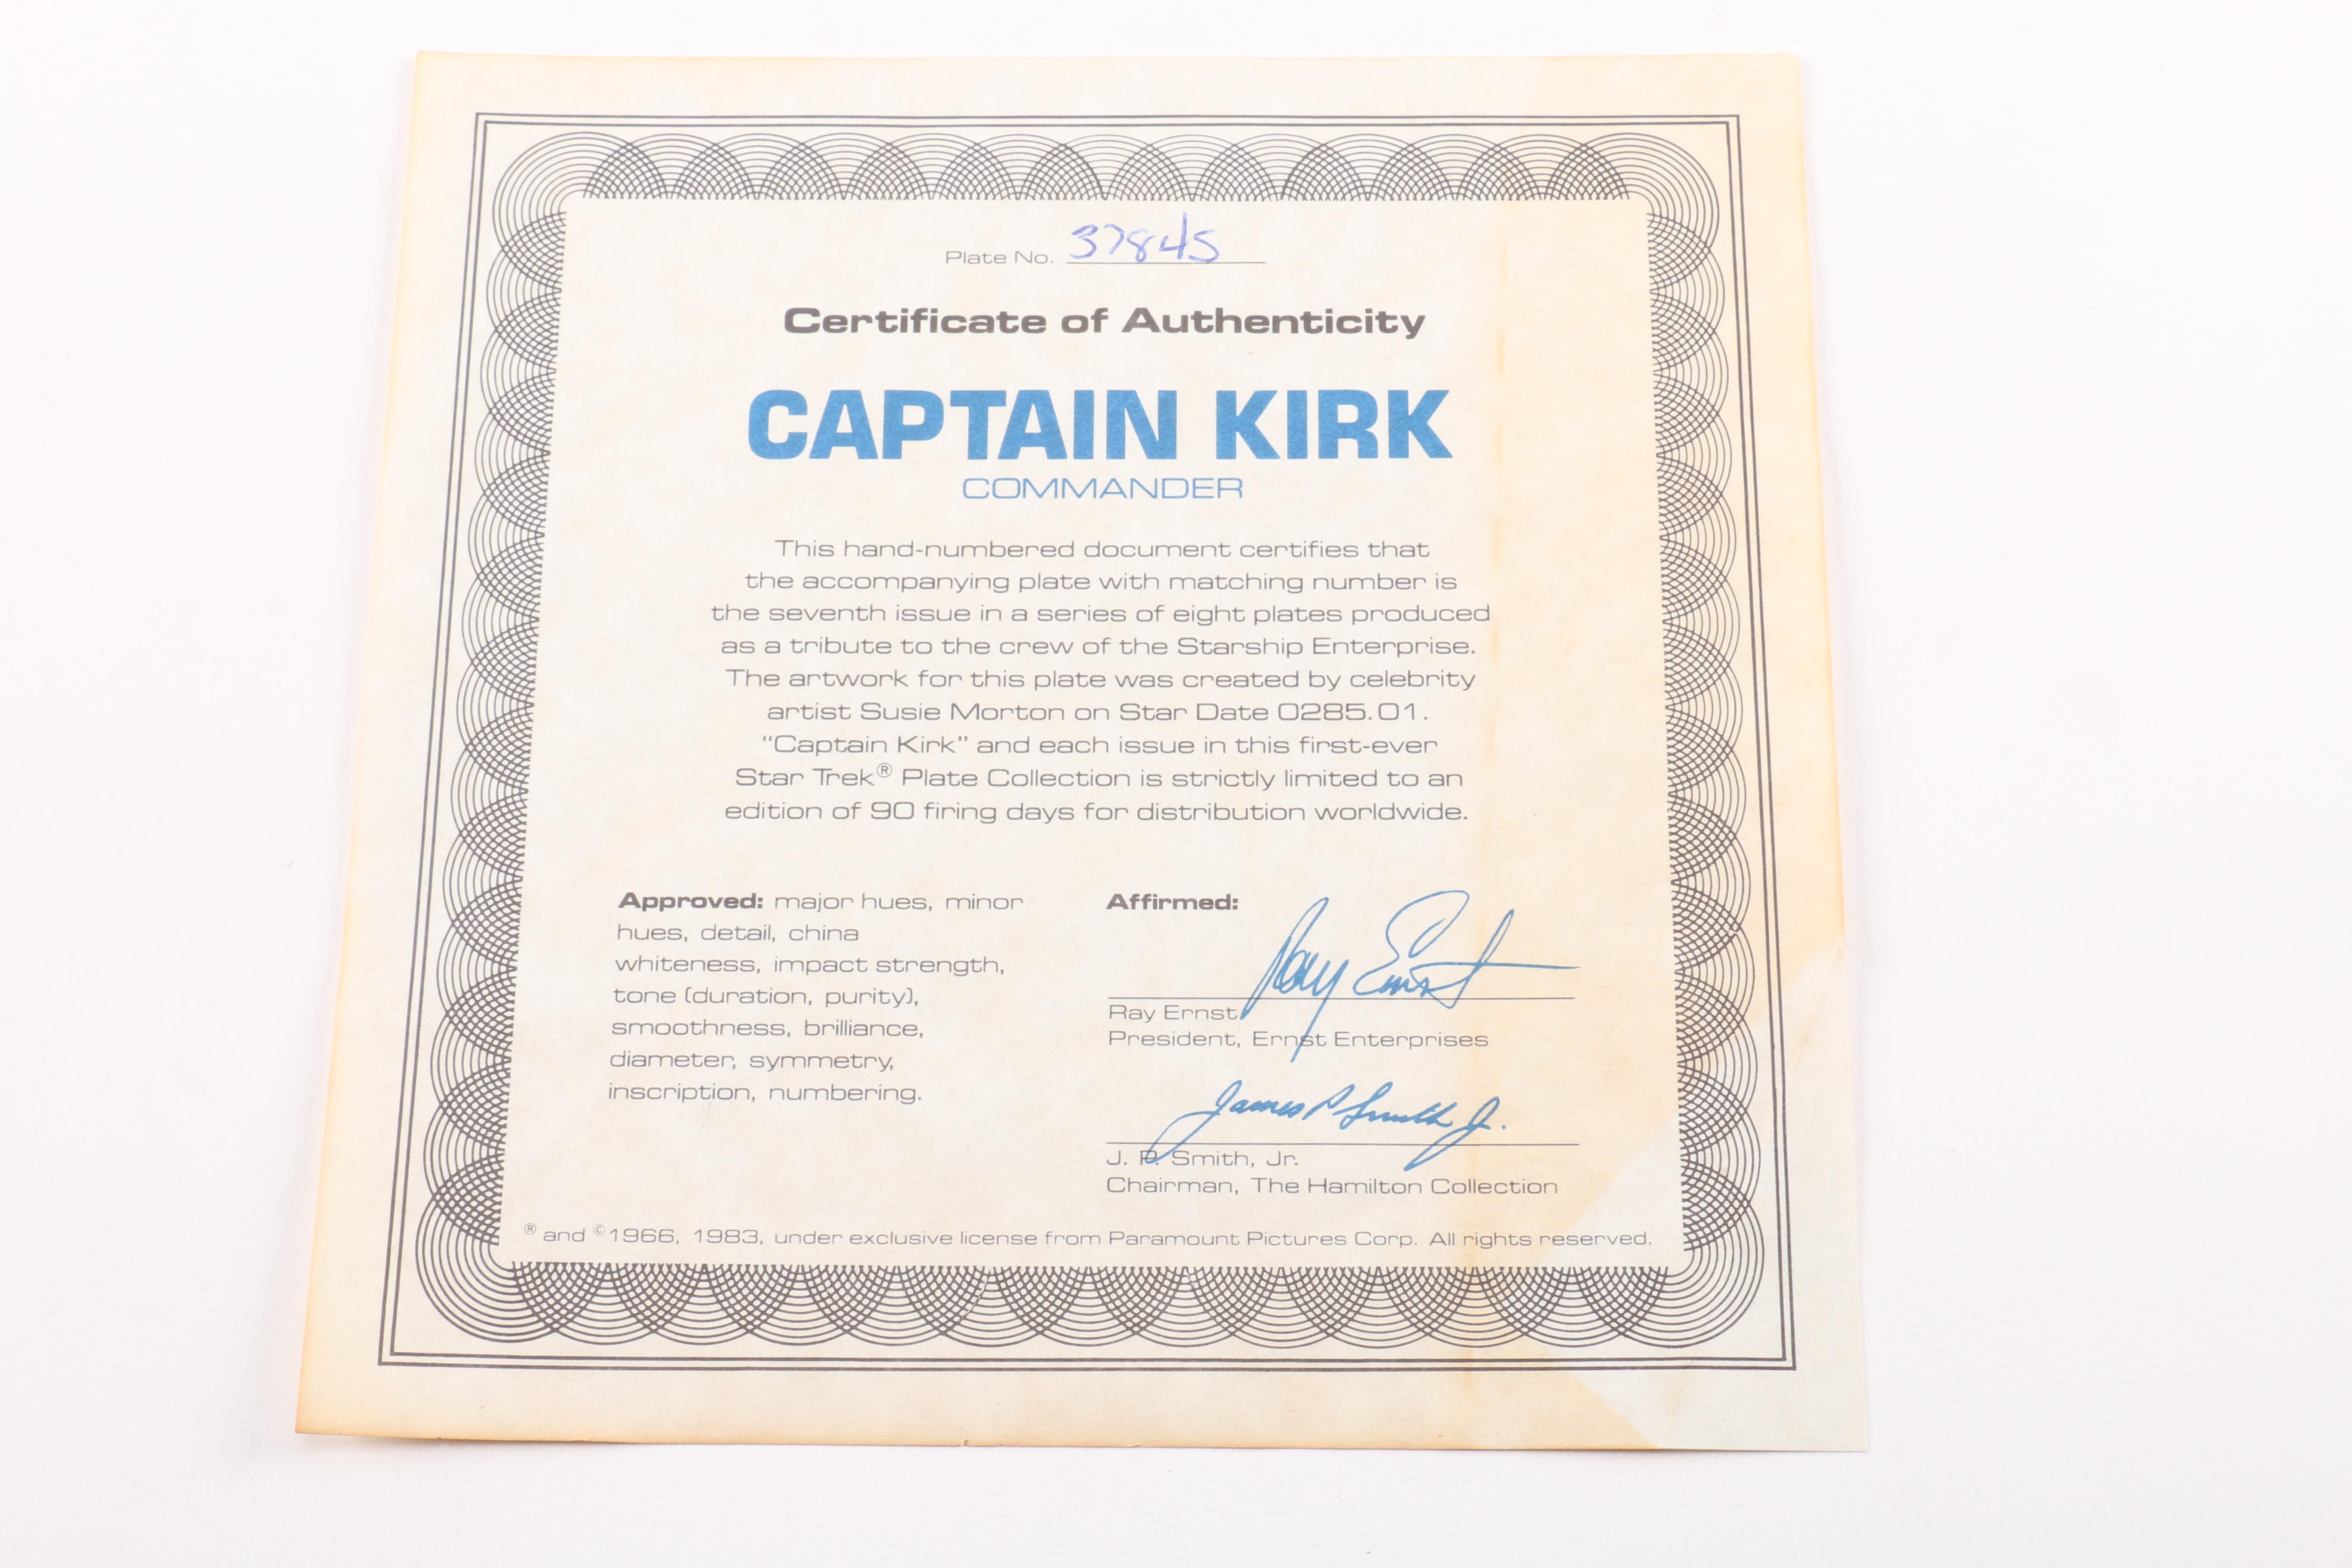 Plate No. 37845
Certificate of Authenticity
CAPTAIN KIRK
COMMANDER
This hand-numbered document certifies that
the accompanying plate with matching number is
the seventh issue in a series of eight plates produced
as a tribute to the crew of the Starship Enterprise.
The artwork for this plate was created by celebrity
artist Susie Morton on Star Date 0285.01.
“Captain Kirk” and each issue in this first-ever
Star Trek® Plate Collection is strictly limited to an
edition of 90 firing days for distribution worldwide.
Approved: major hues, minor
hues, detail, china
whiteness, impact strength,
tone (duration, purity),
smoothness, brilliance,
diameter, symmetry,
inscription, numbering.
Affirmed:
Ray Ernst
Ray Ernst
President, Ernst Enterprises
James P Smith Jr.
J. P. Smith, Jr.
Chairman, The Hamilton Collection
® and ©1966, 1983, under exclusive license from Paramount Pictures Corp. All rights reserved.